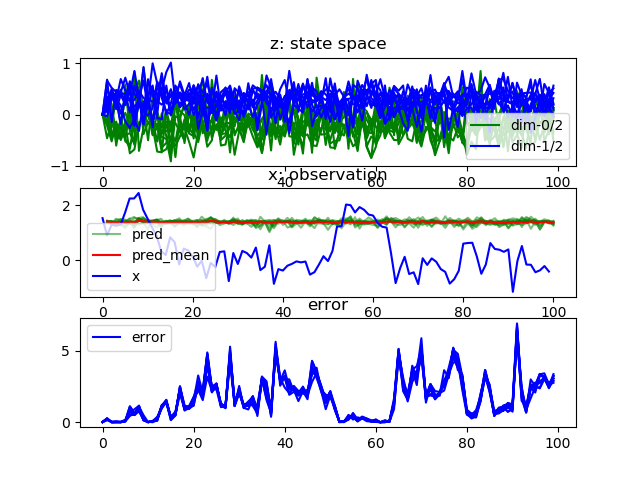 z: state space
1
0
−1
dim-0/2
dim-1/2
0
20
40
60
80
100
x: observation
2
0
pred
pred_mean
x
0
20
40
60
80
100
error
5
0
error
0
20
40
60
80
100